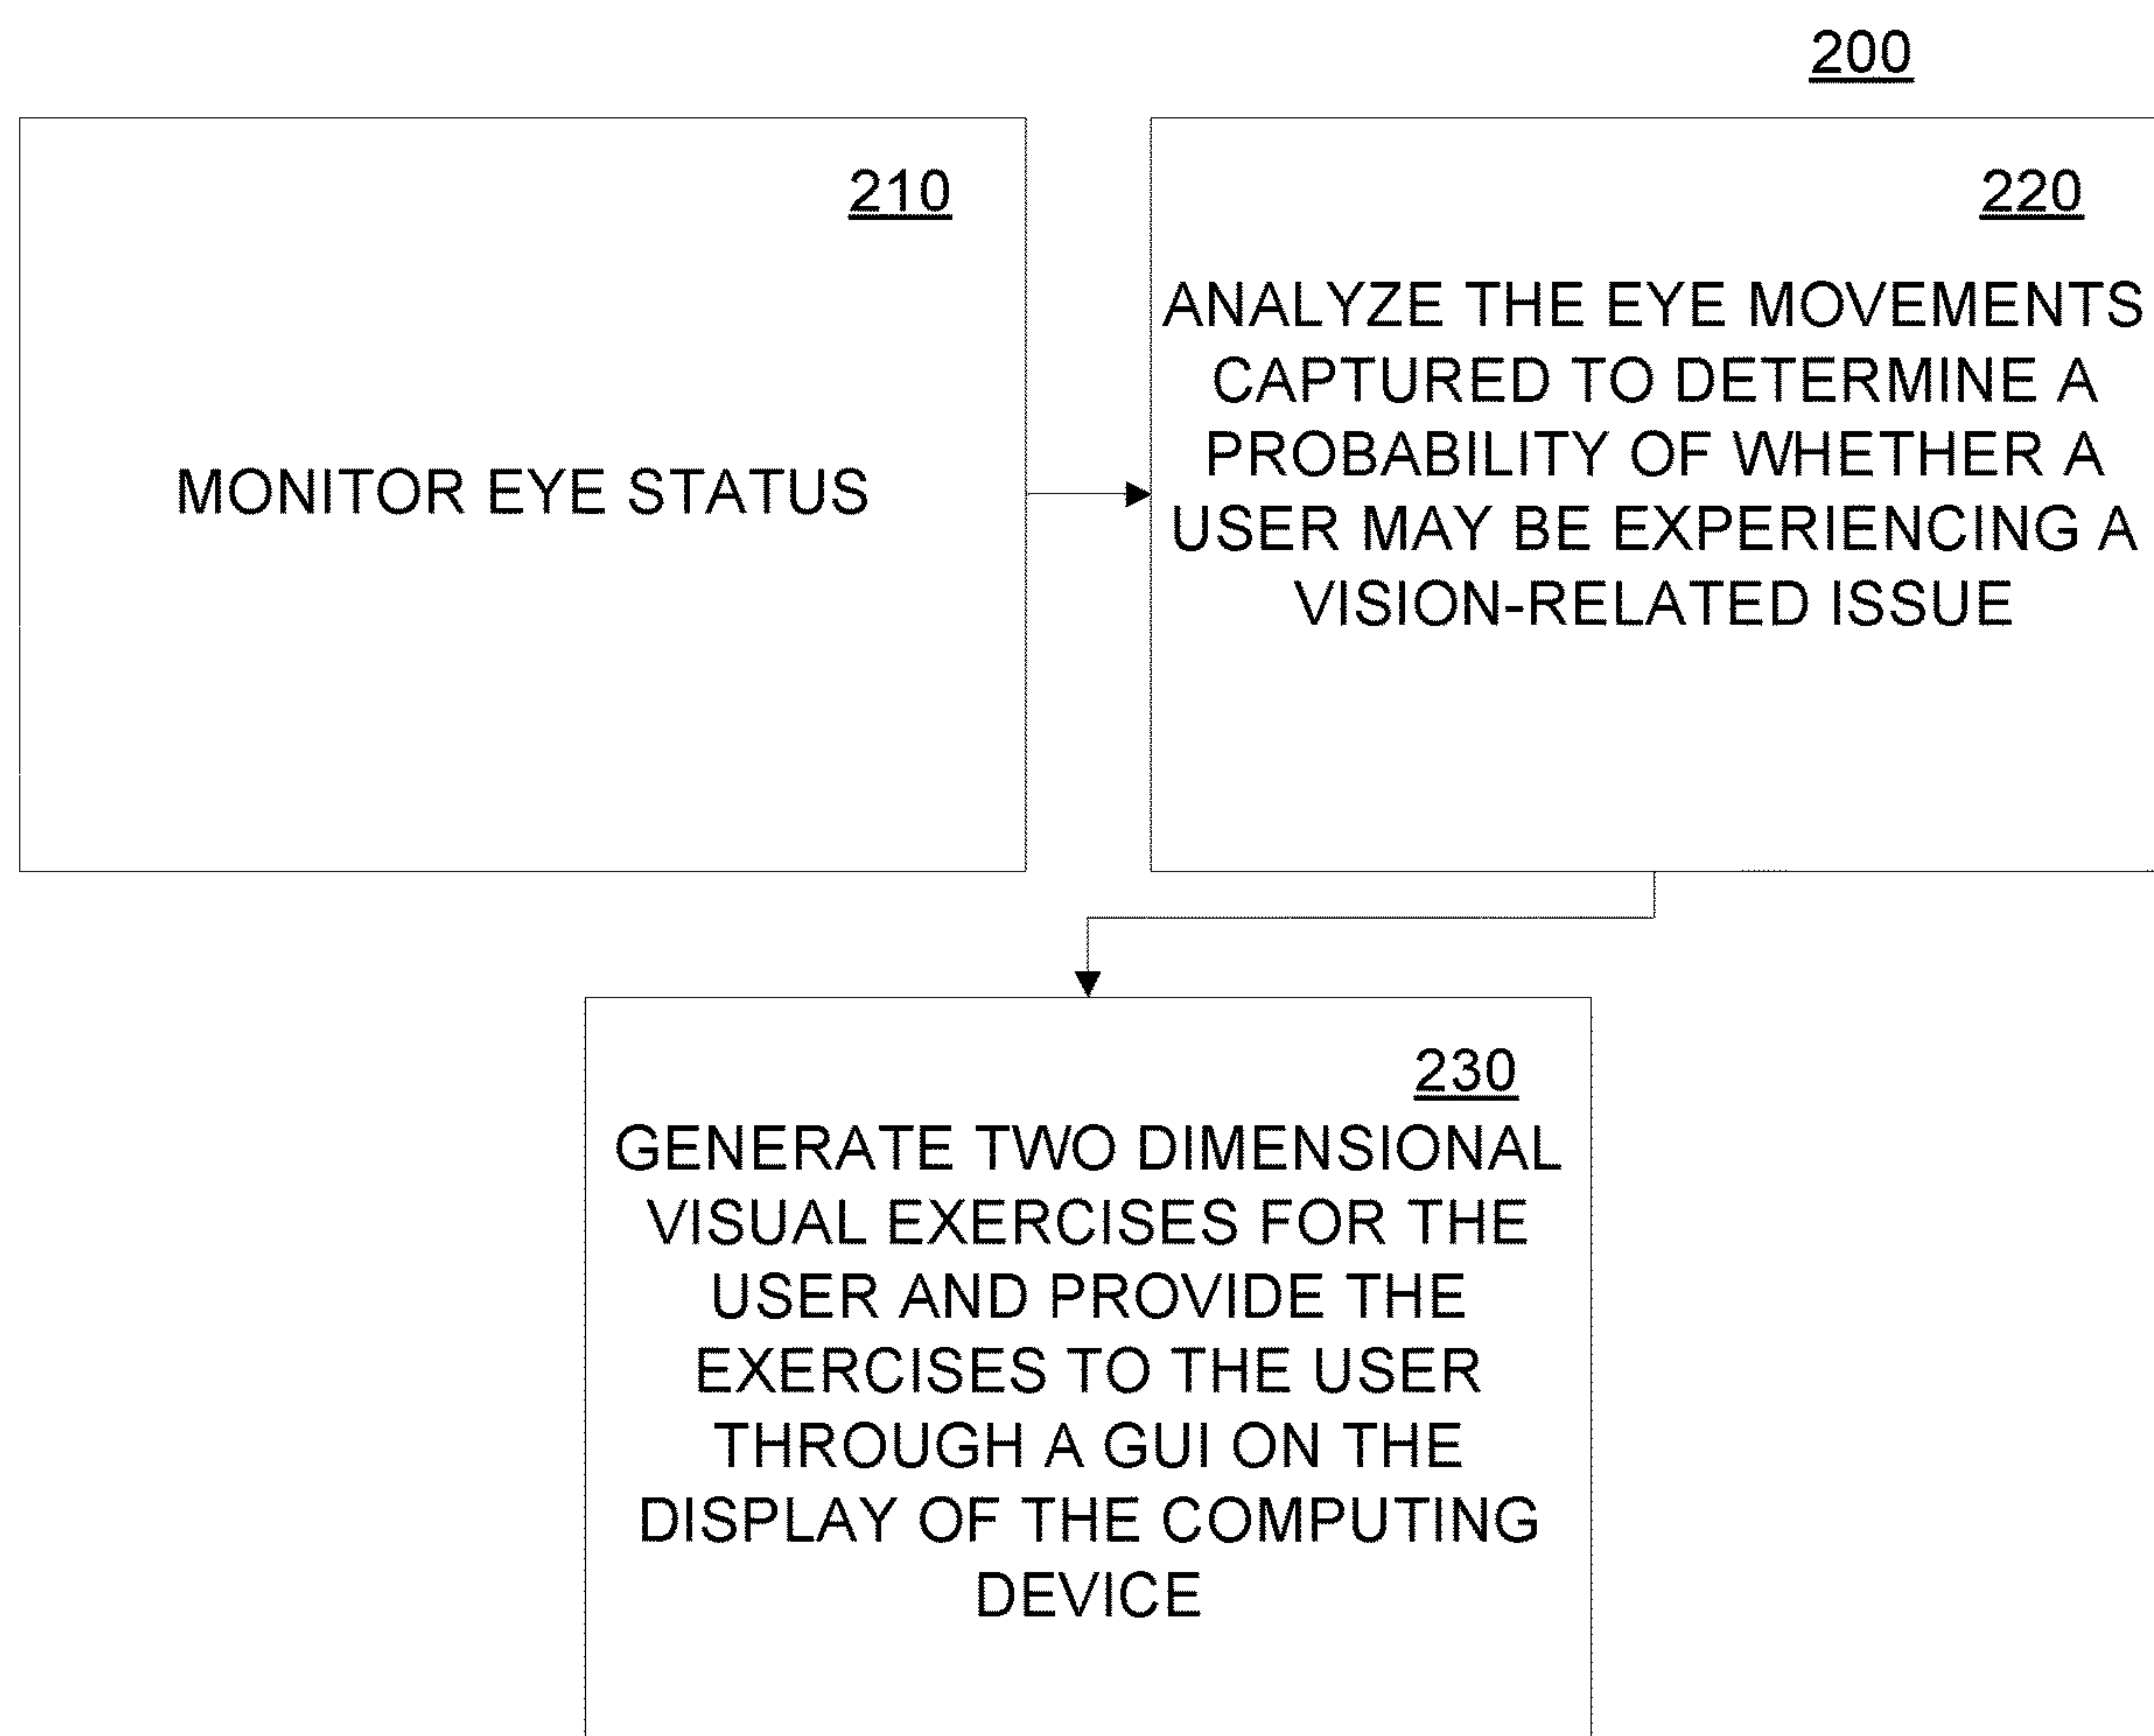 200
210
MONITOR EYE STATUS
220
ANALYZE THE EYE MOVEMENTS
CAPTURED TO DETERMINE A
PROBABILITY OF WHETHER A
USER MAY BE EXPERIENCING A
VISION-RELATED ISSUE
230
GENERATE TWO DIMENSIONAL
VISUAL EXERCISES FOR THE
USER AND PROVIDE THE
EXERCISES TO THE USER
THROUGH A GUI ON THE
DISPLAY OF THE COMPUTING
DEVICE